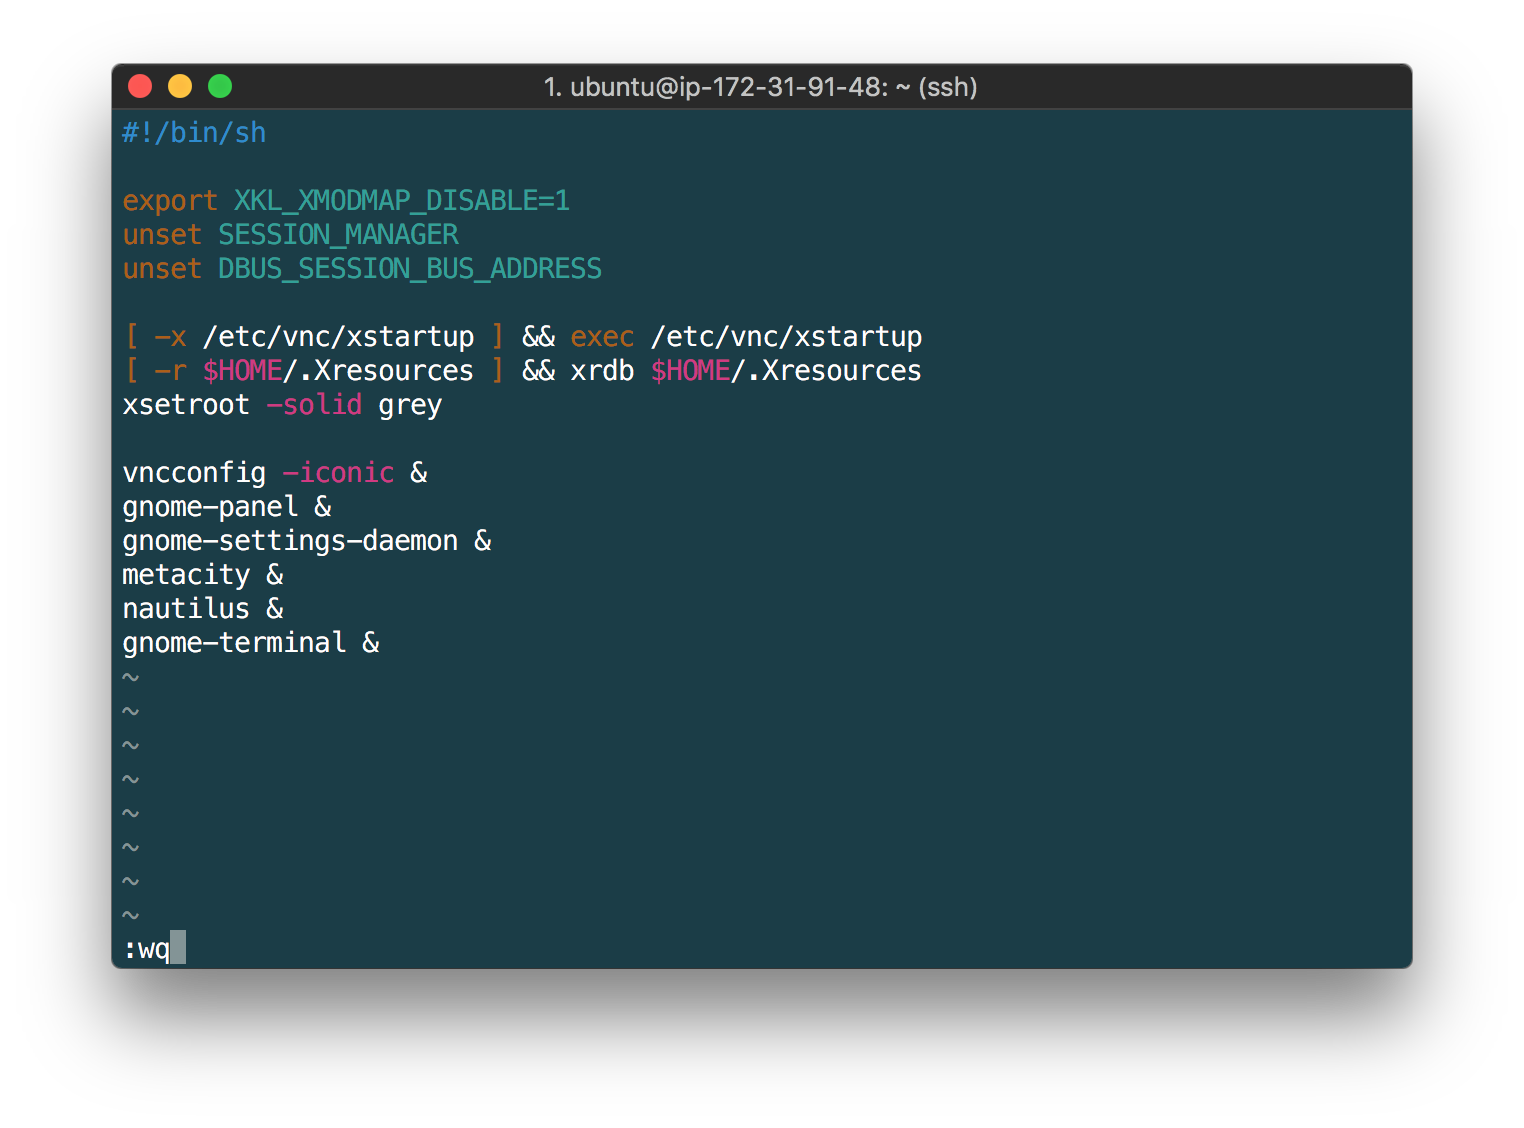 1. ubuntu@ip-172-31-91-48: ~ (ssh)
#!/bin/sh
export XKL_XMODMAP_DISABLE=1
unset SESSION_MANAGER
unset DBUS_SESSION_BUS_ADDRESS
[ -x /etc/vnc/xstartup ] && exec /etc/vnc/xstartup
[ -r $HOME/.Xresources ] && xrdb $HOME/.Xresources
xsetroot -solid grey
vncconfig -iconic &
gnome-panel &
gnome-settings-daemon &
metacity &
nautilus &
gnome-terminal &
~
~
~
~
~
~
~
~
:wq